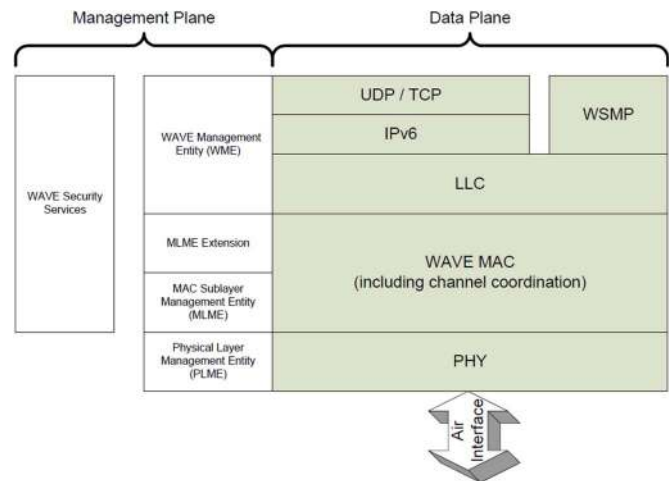 Management Plane
Data Plane
WAVE Security
Services
WAVE Management
Entity (WME)
MLME Extension
MAC Sublayer
Management Entity
(MLME)
Physical Layer
Management Entity
(PLME)
UDP / TCP
IPv6
WSMP
LLC
WAVE MAC
(including channel coordination)
PHY
Air
Interface